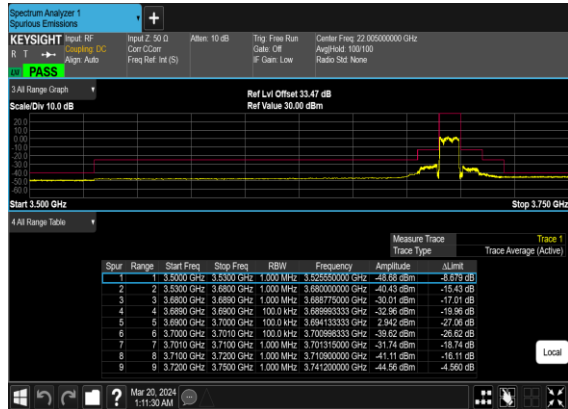 Spectrum Analyzer 1
Spurious Emissions
KEYSIGHT Input: RF Input Z: 50 Ω Atten: 10 dB Trig: Free Run Center Freq: 22.005000000 GHz
R T Coupling: DC Corr CCorr Gate: Off Avg|Hold: 100/100
Align: Auto Freq Ref: Int (S) IF Gain: Low Radio Std: None
PASS
3 All Range Graph
Ref Lvl Offset 33.47 dB
Scale/Div 10.0 dB Ref Value 30.00 dBm
20.0
10.0
0.00
-10.0
-20.0
-30.0
-40.0
-50.0
-60.0
Start 3.500 GHz Stop 3.750 GHz
4 All Range Table
Measure Trace Trace 1
Trace Type Trace Average (Active)
Spur Range Start Freq Stop Freq RBW Frequency Amplitude ΔLimit
1 1 3.5000 GHz 3.5300 GHz 1.000 MHz 3.525550000 GHz -48.68 dBm -8.679 dB
2 2 3.5300 GHz 3.6800 GHz 1.000 MHz 3.680000000 GHz -40.43 dBm -15.43 dB
3 3 3.6800 GHz 3.6890 GHz 1.000 MHz 3.688775000 GHz -30.01 dBm -17.01 dB
4 4 3.6890 GHz 3.6900 GHz 100.0 kHz 3.689993333 GHz -32.96 dBm -19.96 dB
5 5 3.6900 GHz 3.7000 GHz 100.0 kHz 3.694133333 GHz 2.942 dBm -27.06 dB
6 6 3.7000 GHz 3.7010 GHz 100.0 kHz 3.700998333 GHz -39.62 dBm -26.62 dB
7 7 3.7010 GHz 3.7100 GHz 1.000 MHz 3.701315000 GHz -31.74 dBm -18.74 dB
8 8 3.7100 GHz 3.7200 GHz 1.000 MHz 3.710900000 GHz -41.11 dBm -16.11 dB
9 9 3.7200 GHz 3.7500 GHz 1.000 MHz 3.741200000 GHz -44.56 dBm -4.560 dB
Local
Mar 20, 2024
1:11:30 AM